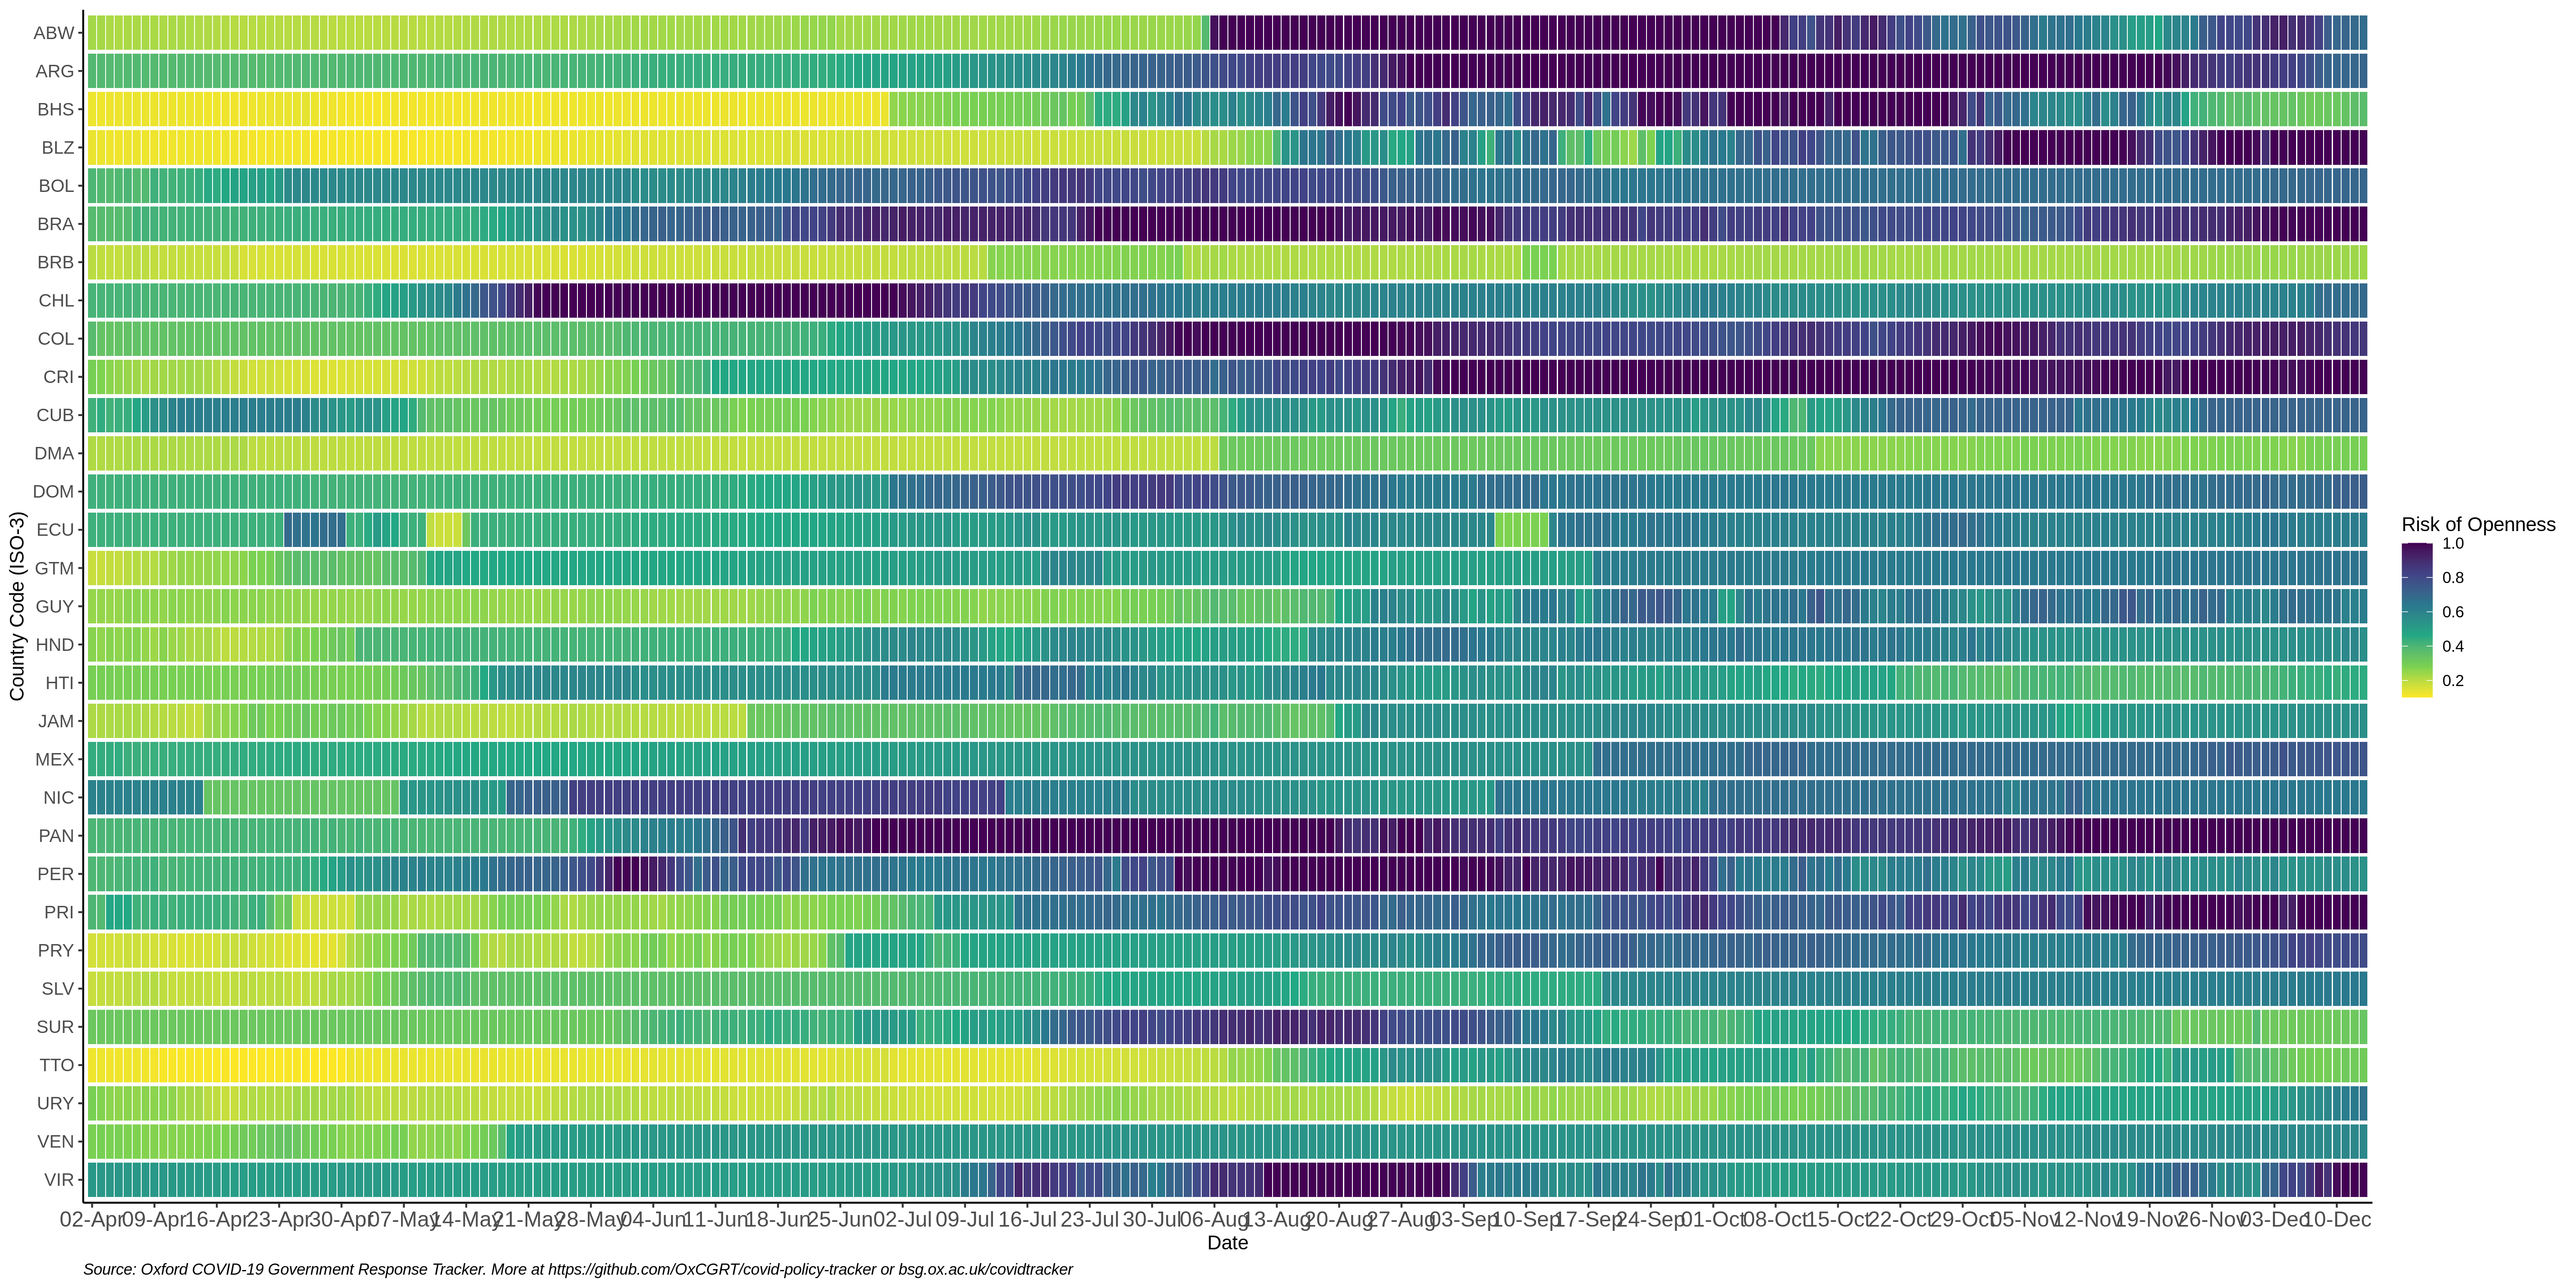 ABW
ARG
BHS
BLZ
BOL
BRA
BRB
CHL
COL
CRI
CUB
DMA
DOM
ECU
GTM
GUY
HND
HTI
JAM
MEX
NIC
PAN
PER
PRI
PRY
SLV
SUR
TTO
URY
VEN
VIR
Country Code (ISO-3)
02-Apr 09-Apr 16-Apr 23-Apr 30-Apr 07-May 14-May 21-May 28-May 04-Jun 11-Jun 18-Jun 25-Jun 02-Jul 09-Jul 16-Jul 23-Jul 30-Jul 06-Aug 13-Aug 20-Aug 27-Aug 03-Sep 10-Sep 17-Sep 24-Sep 01-Oct 08-Oct 15-Oct 22-Oct 29-Oct 05-Nov 12-Nov 19-Nov 26-Nov 03-Dec 10-Dec
Date
Risk of Openness
1.0
0.8
0.6
0.4
0.2
Source: Oxford COVID-19 Government Response Tracker. More at https://github.com/OxCGRT/covid-policy-tracker or bsg.ox.ac.uk/covidtracker